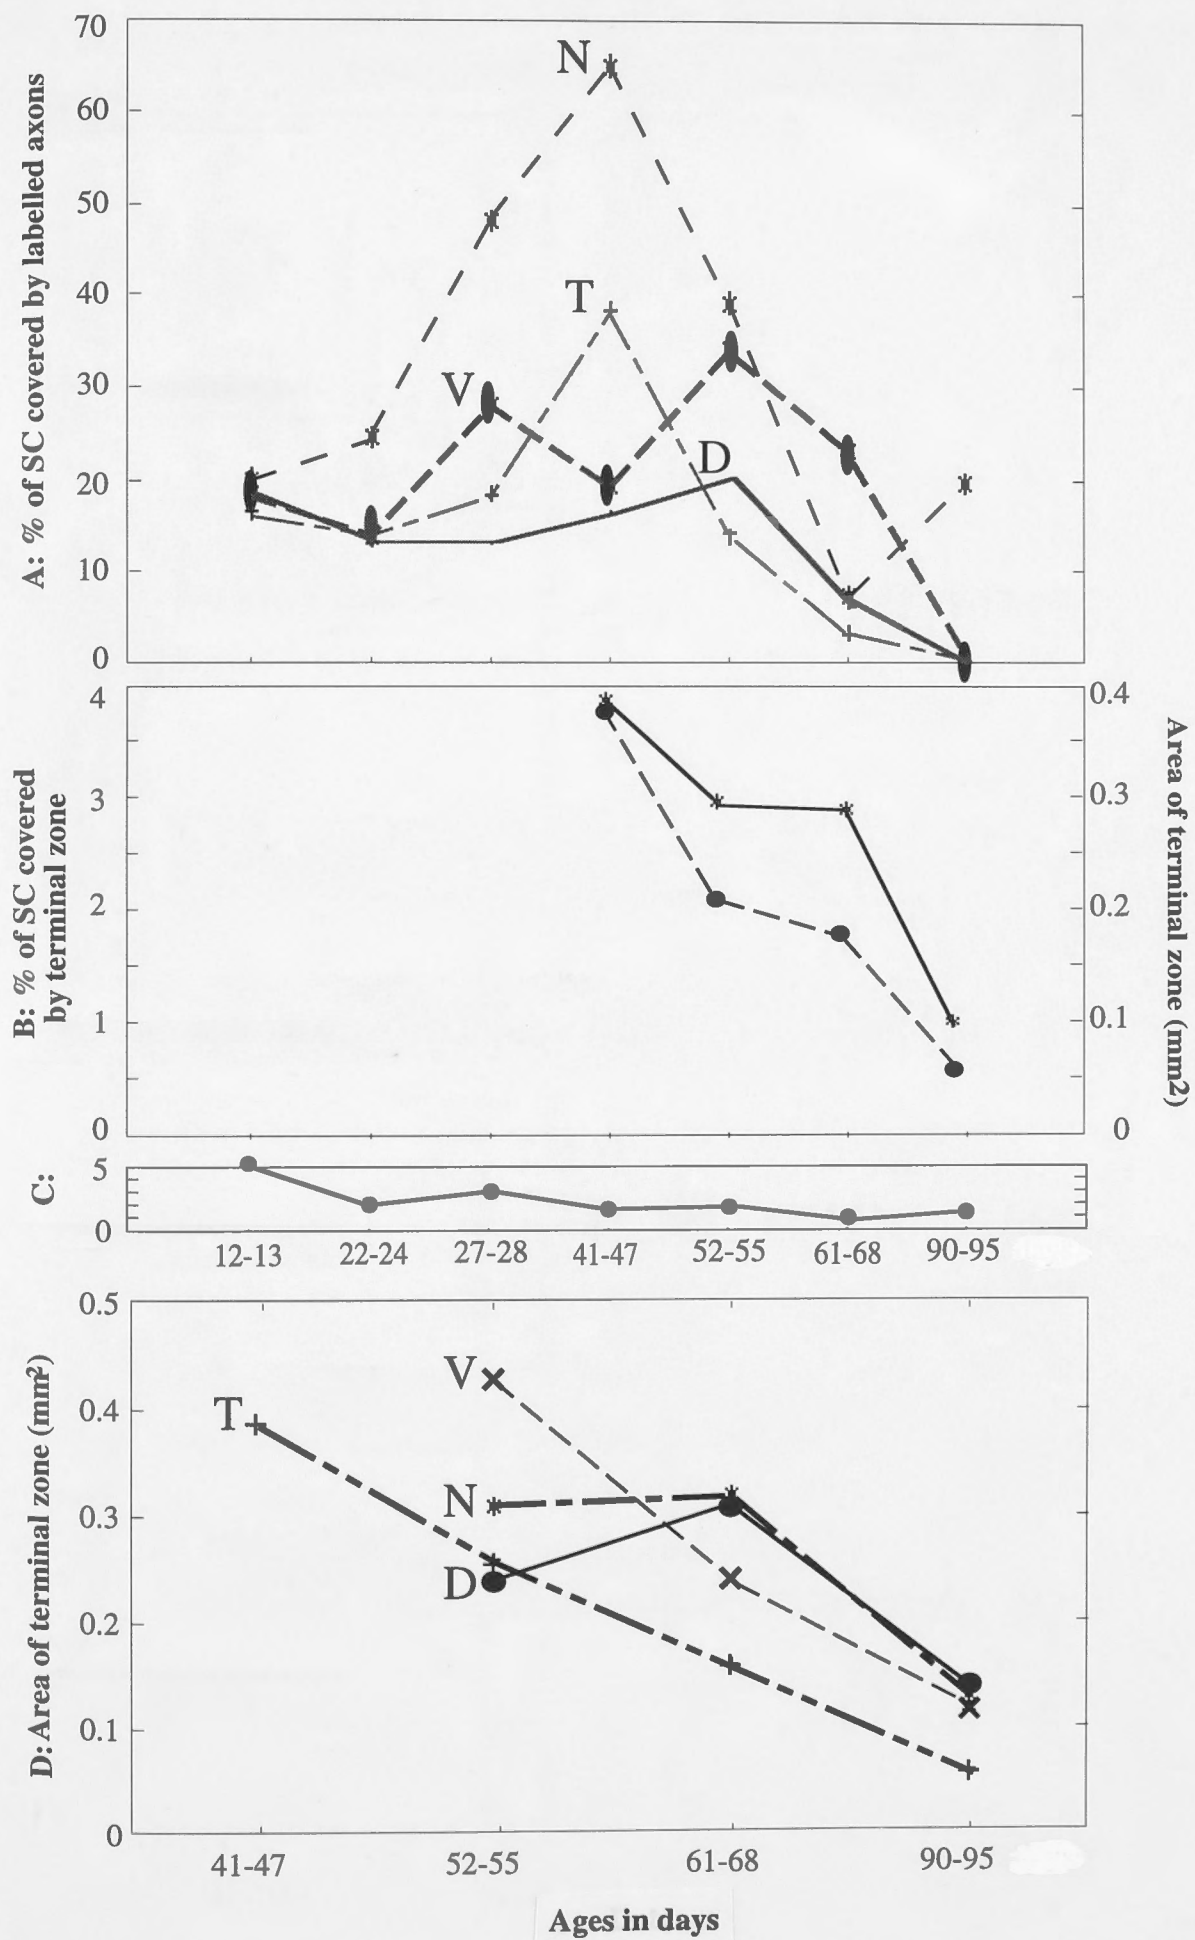 A: % of SC covered by labelled axons
70
60
50
40
30
20
10
0
N
T
V
D
B: % of SC covered
by terminal zone
4
3
2
1
0
0.4
0.3
0.2
0.1
0
Area of terminal zone (mm2)
C:
5
0
12-13 22-24 27-28 41-47 52-55 61-68 90-95
D: Area of terminal zone (mm2)
0.5
0.4
0.3
0.2
0.1
0
V
T
N
D
41-47 52-55 61-68 90-95
Ages in days